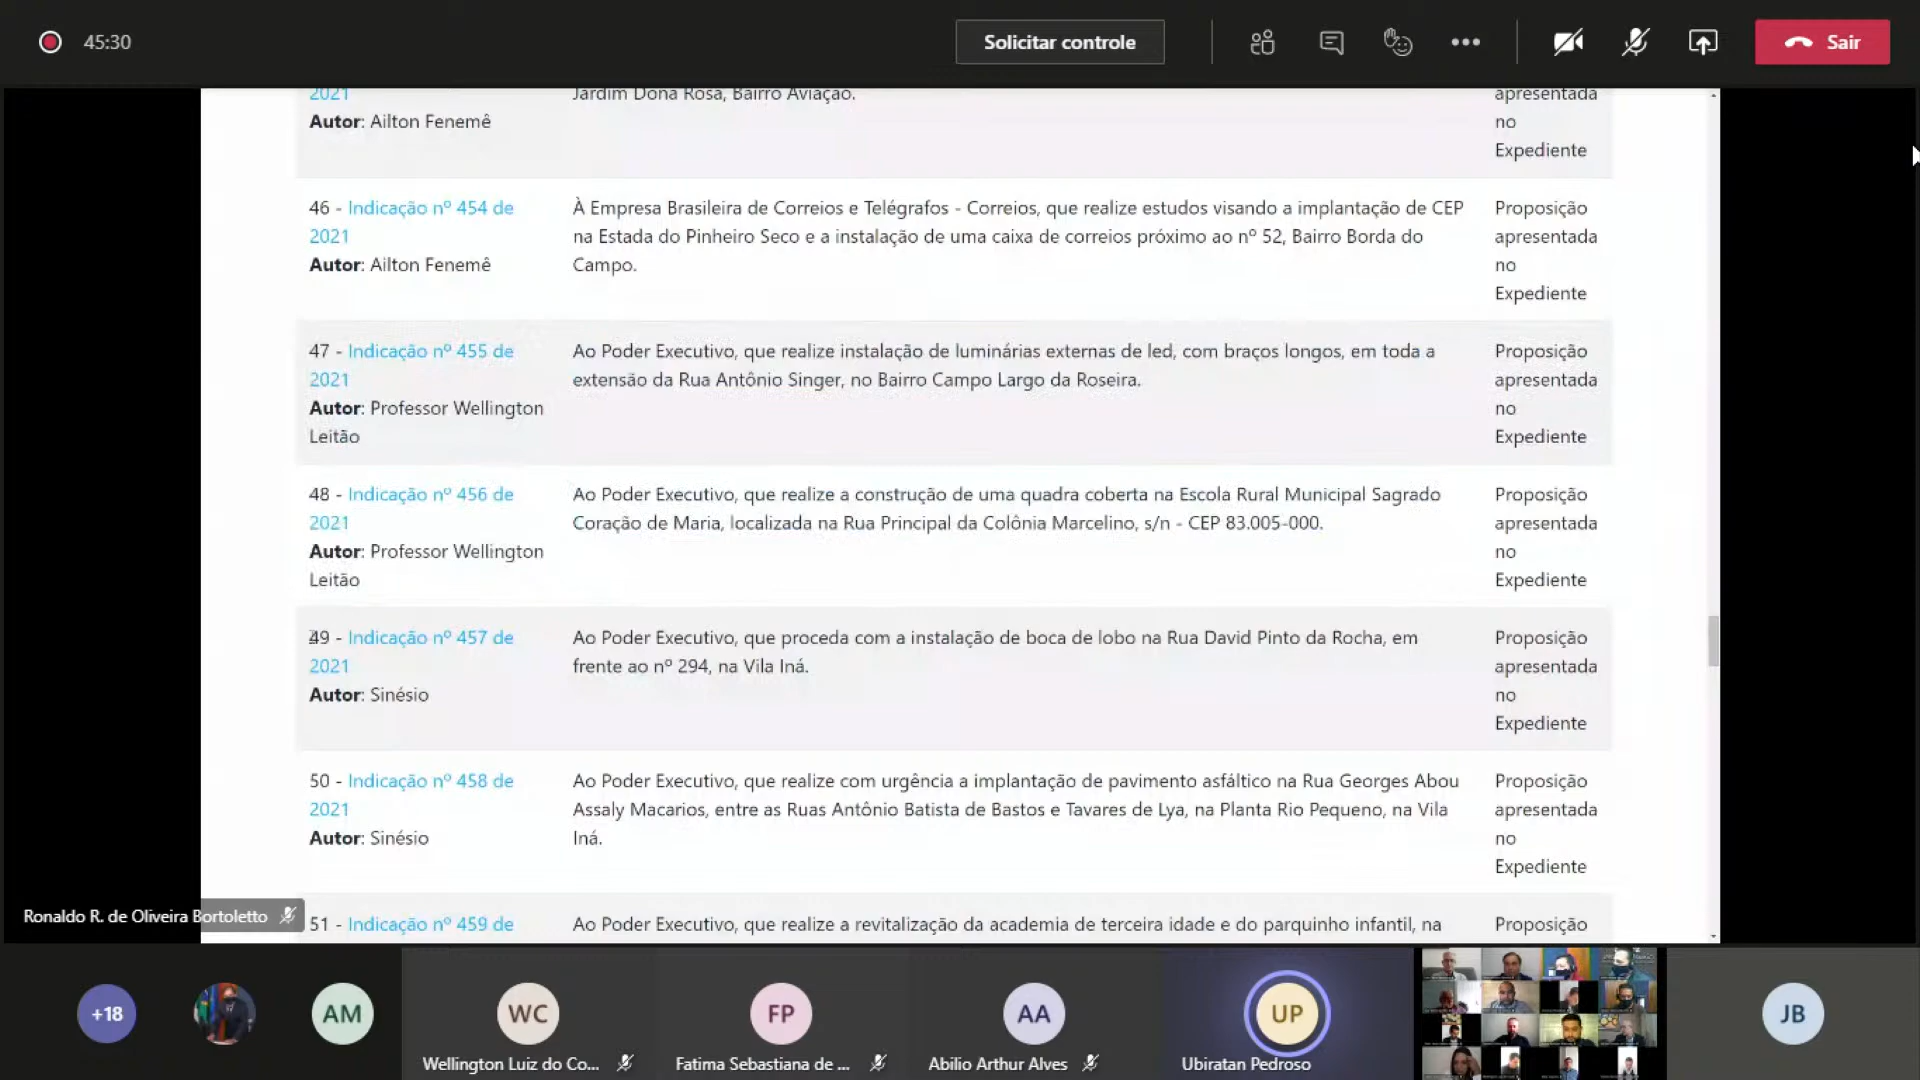 45:30
Solicitar controle
Sair
2021
Jardim Dona Rosa, Bairro Aviação.
apresentada
Autor: Ailton Fenemê
no
Expediente
46 - Indicação nº 454 de
2021
Autor: Ailton Fenemê
À Empresa Brasileira de Correios e Telégrafos - Correios, que realize estudos visando a implantação de CEP
na Estada do Pinheiro Seco e a instalação de uma caixa de correios próximo ao nº 52, Bairro Borda do
Campo.
Proposição
apresentada
no
Expediente
47 - Indicação nº 455 de
2021
Autor: Professor Wellington
Leitão
Ao Poder Executivo, que realize instalação de luminárias externas de led, com braços longos, em toda a
extensão da Rua Antônio Singer, no Bairro Campo Largo da Roseira.
Proposição
apresentada
no
Expediente
48 - Indicação nº 456 de
2021
Autor: Professor Wellington
Leitão
Ao Poder Executivo, que realize a construção de uma quadra coberta na Escola Rural Municipal Sagrado
Coração de Maria, localizada na Rua Principal da Colônia Marcelino, s/n - CEP 83.005-000.
Proposição
apresentada
no
Expediente
49 - Indicação nº 457 de
2021
Autor: Sinésio
Ao Poder Executivo, que proceda com a instalação de boca de lobo na Rua David Pinto da Rocha, em
frente ao nº 294, na Vila Iná.
Proposição
apresentada
no
Expediente
50 - Indicação nº 458 de
2021
Autor: Sinésio
Ao Poder Executivo, que realize com urgência a implantação de pavimento asfáltico na Rua Georges Abou
Assaly Macarios, entre as Ruas Antônio Batista de Bastos e Tavares de Lya, na Planta Rio Pequeno, na Vila
Iná.
Proposição
apresentada
no
Expediente
51 - Indicação nº 459 de
Ao Poder Executivo, que realize a revitalização da academia de terceira idade e do parquinho infantil, na
Proposição
Ronaldo R. de Oliveira Bortoletto
+18
AM
WC
FP
AA
UP
JB
Wellington Luiz do Co...
Fatima Sebastiana de ...
Abilio Arthur Alves
Ubiratan Pedroso